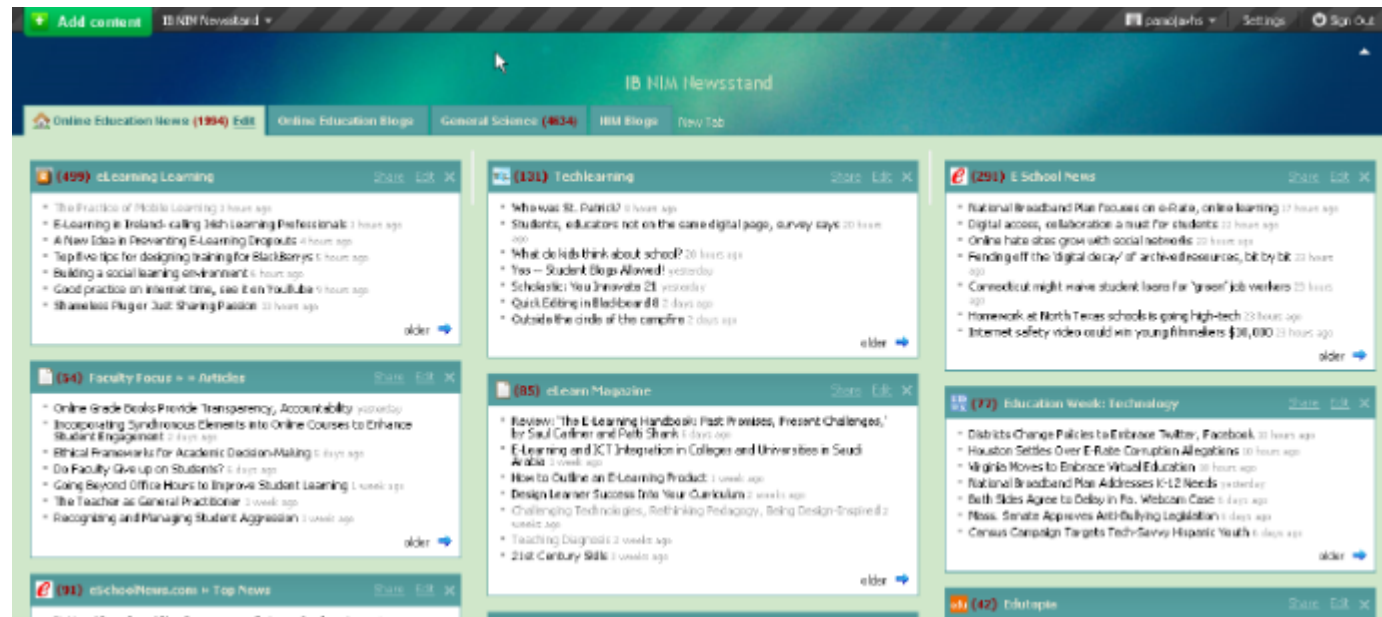 Add content IB NIM Newsstand
Settings Sign Out
IB NIM Newsstand
Online Education News (1994) Edit Online Education Blogs General Science (4634) NIM Blogs New Tab
(499) eLearning Learning Share Edit
The Practice of Mobile Learning 3 hours ago
E-Learning in Ireland- calling Irish Learning Professionals 3 hours ago
A New Idea in Preventing E-Learning Dropouts 4 hours ago
Top five tips for designing training for BlackBerrys 5 hours ago
Building a social learning environment 6 hours ago
Good practice on internet time, see it on YouTube 9 hours ago
Shameless Plug or Just Sharing Passion hours ago
older
(54) Faculty Focus » » Articles Share Edit
Online Grade Books Provide Transparency, Accountability yesterday
Incorporating Synchronous Elements into Online Courses to Enhance
Student Engagement 2 days ago
Ethical Frameworks for Academic Decision-Making days ago
Do Faculty Give up on Students? days ago
Going Beyond Office Hours to Improve Student Learning 1 week ago
The Teacher as General Practitioner 1 week ago
Recognizing and Managing Student Aggression 1 week ago
older
(91) eSchoolNews.com » Top News Share Edit
(131) Techlearning Share Edit
Who was St. Patrick? hours ago
Students, educators not on the same digital page, survey says 20 hours
ago
What do kids think about school? 20 hours ago
Yes — Student Blogs Allowed! yesterday
Scholastic: You Innovate 21 yesterday
Quick Editing in Blackboard 8 2 days ago
Outside the circle of the campfire 2 days ago
older
(85) eLearn Magazine Share Edit
Review: 'The E-Learning Handbook: Past Promises, Present Challenges,'
by Saul Carliner and Patti Shank days ago
E-Learning and ICT Integration in Colleges and Universities in Saudi
Arabia 1 week ago
How to Outline an E-Learning Product 1 week ago
Design Learner Success Into Your Curriculum 2 weeks ago
Challenging Technologies, Rethinking Pedagogy, Being Design-Inspired 2
weeks ago
Teaching Diagnosis weeks ago
21st Century Skills weeks ago
older
(291) E School News Share Edit
National Broadband Plan focuses on e-Rate, online learning 17 hours ago
Digital access, collaboration a must for students 22 hours ago
Online hate sites grow with social networks 22 hours ago
Fending off the 'digital decay' of archived resources, bit by bit 22 hours
ago
Connecticut might waive student loans for 'green' job workers 23 hours
ago
Homework at North Texas schools is going high-tech 23 hours ago
Internet safety video could win young filmmakers $10,000 23 hours ago
older
(77) Education Week: Technology Share Edit
Districts Change Policies to Embrace Twitter, Facebook hours ago
Houston Settles Over E-Rate Corruption Allegations hours ago
Virginia Moves to Embrace Virtual Education hours ago
National Broadband Plan Addresses K-12 Needs yesterday
Both Sides Agree to Delay in Pa. Webcam Case days ago
Mass. Senate Approves Anti-Bullying Legislation days ago
Census Campaign Targets Tech-Savvy Hispanic Youth days ago
older
(42) Edutopia Share Edit